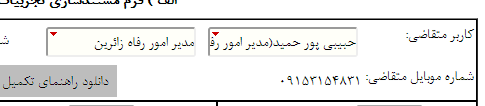 الف ) فرم مستندسازی تجربیات
کاربر متقاضی: حبیبی پور حمید(مدیر امور رف مدیر امور رفاه زائرین
شماره موبایل متقاضی: ۰۹۱۵۳۱۵۴۸۳۱ دانلود راهنمای تکمیل